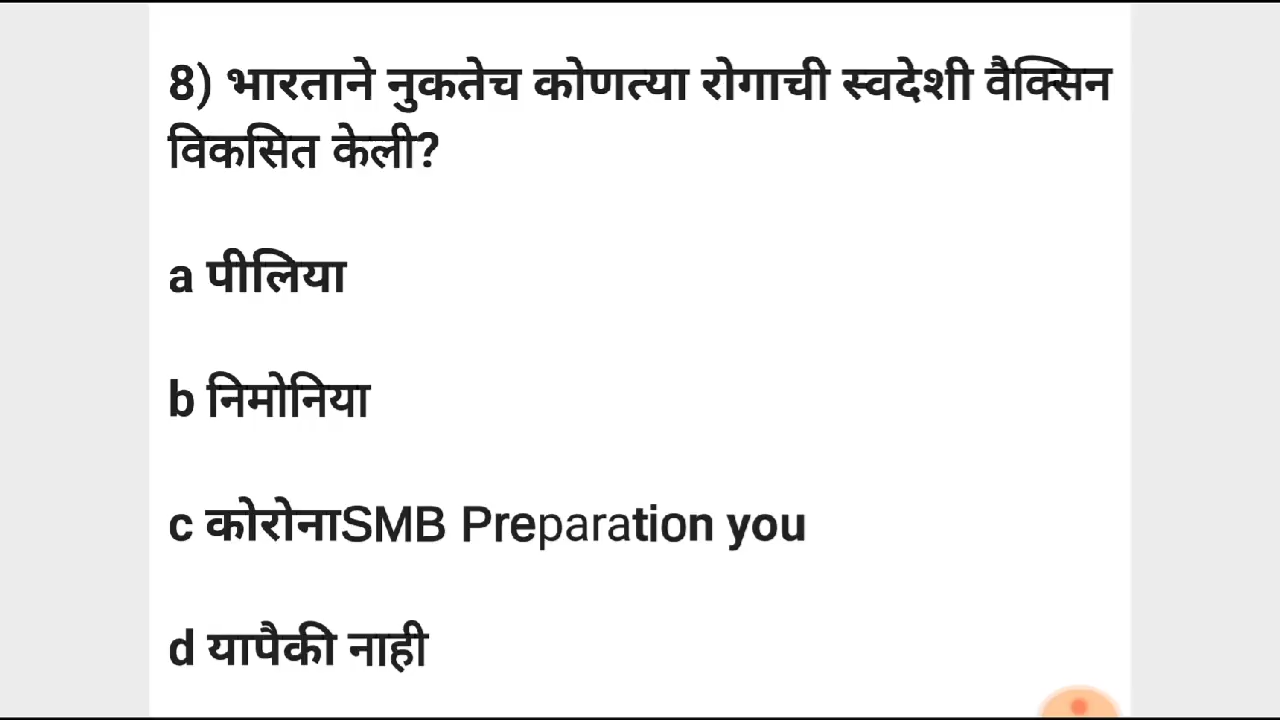 8) भारताने नुकतेच कोणत्या रोगाची स्वदेशी वैक्सिन
विकसित केली?
a पीलिया
b निमोनिया
c कोरोनाSMB Preparation you
d यापैकी नाही